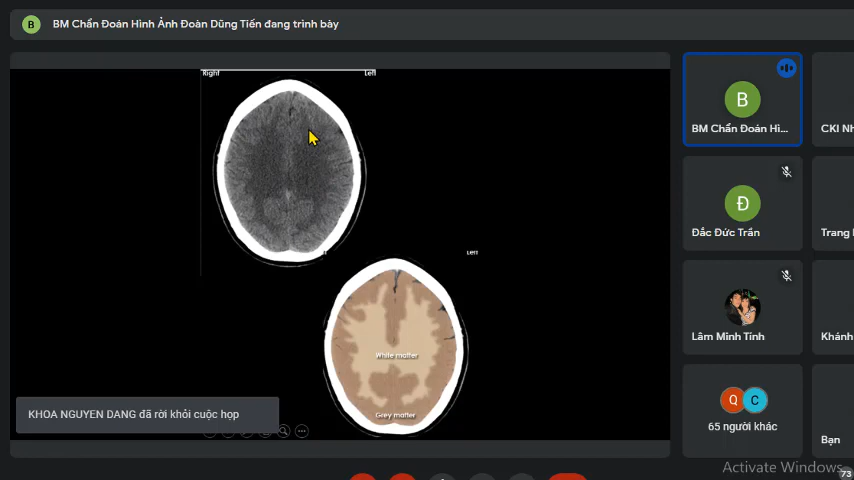 B BM Chẩn Đoán Hình Ảnh Đoàn Dũng Tiến đang trình bày
Right
Left
Left
White matter
Grey matter
KHOA NGUYEN DANG đã rời khỏi cuộc họp
B
BM Chẩn Đoán Hì...
CKI Nh
Đ
Đắc Đức Trần
Trang
Lâm Minh Tính
Khánh
Q C
65 người khác
Bạn
Activate Windows
73